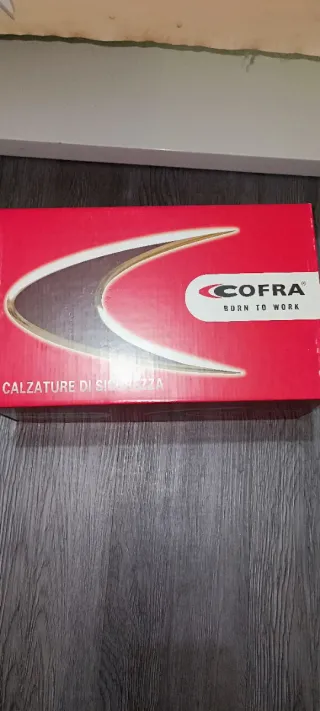 COFRA®
BORN TO WORK
CALZATURE DI SICUREZZA